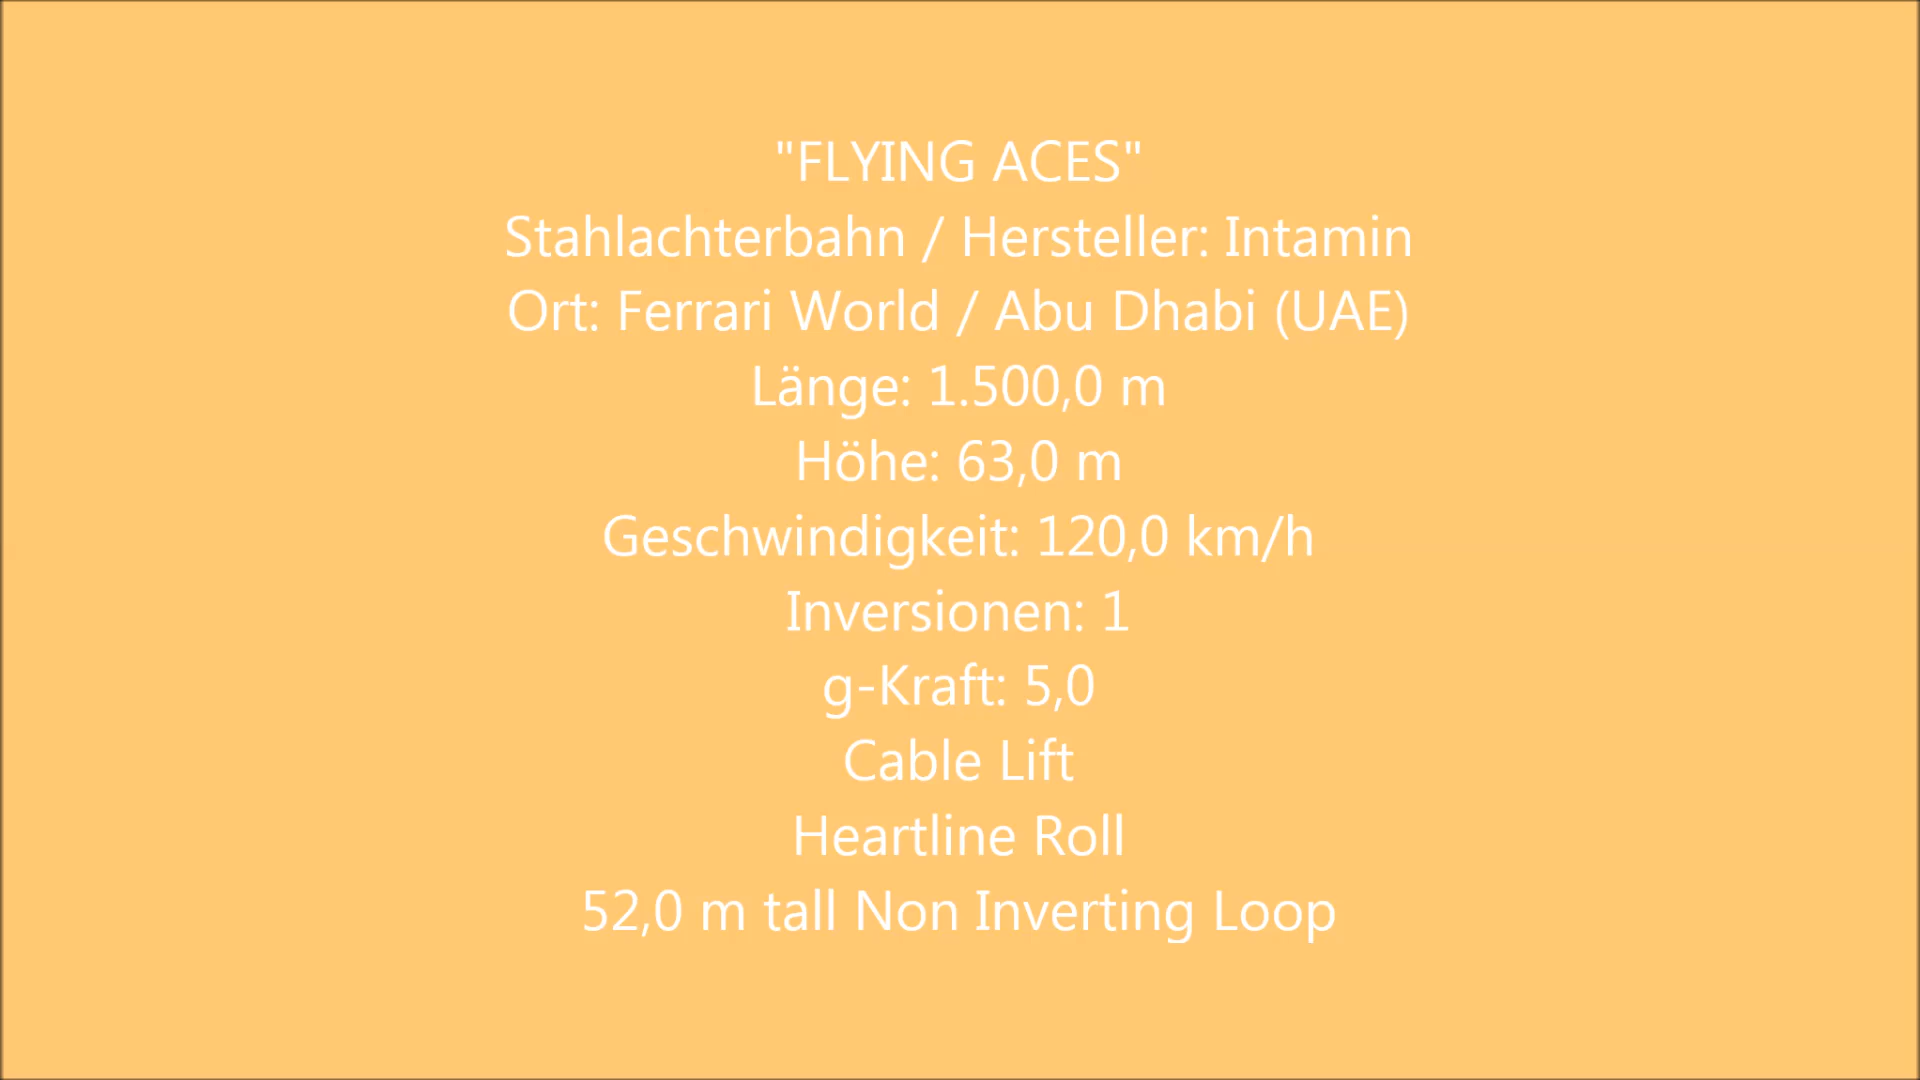 "FLYING ACES"
Stahlachterbahn / Hersteller: Intamin
Ort: Ferrari World / Abu Dhabi (UAE)
Länge: 1.500,0 m
Höhe: 63,0 m
Geschwindigkeit: 120,0 km/h
Inversionen: 1
g-Kraft: 5,0
Cable Lift
Heartline Roll
52,0 m tall Non Inverting Loop